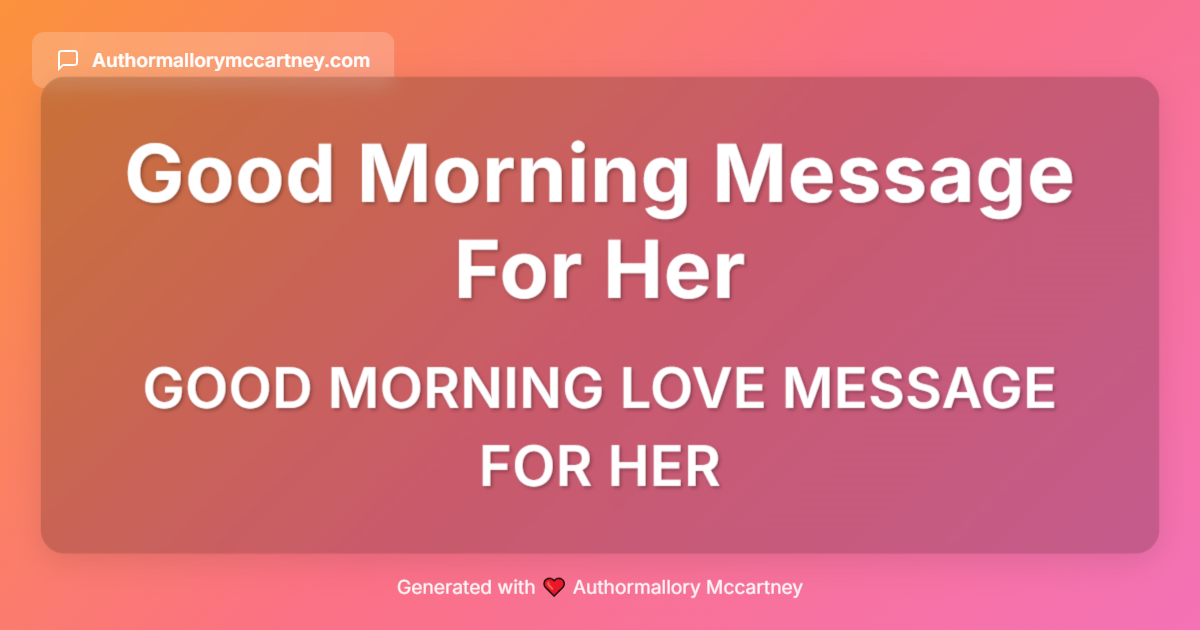 Authormallorymccartney.com
Good Morning Message
For Her
GOOD MORNING LOVE MESSAGE
FOR HER
Generated with ❤️ Authormallory Mccartney